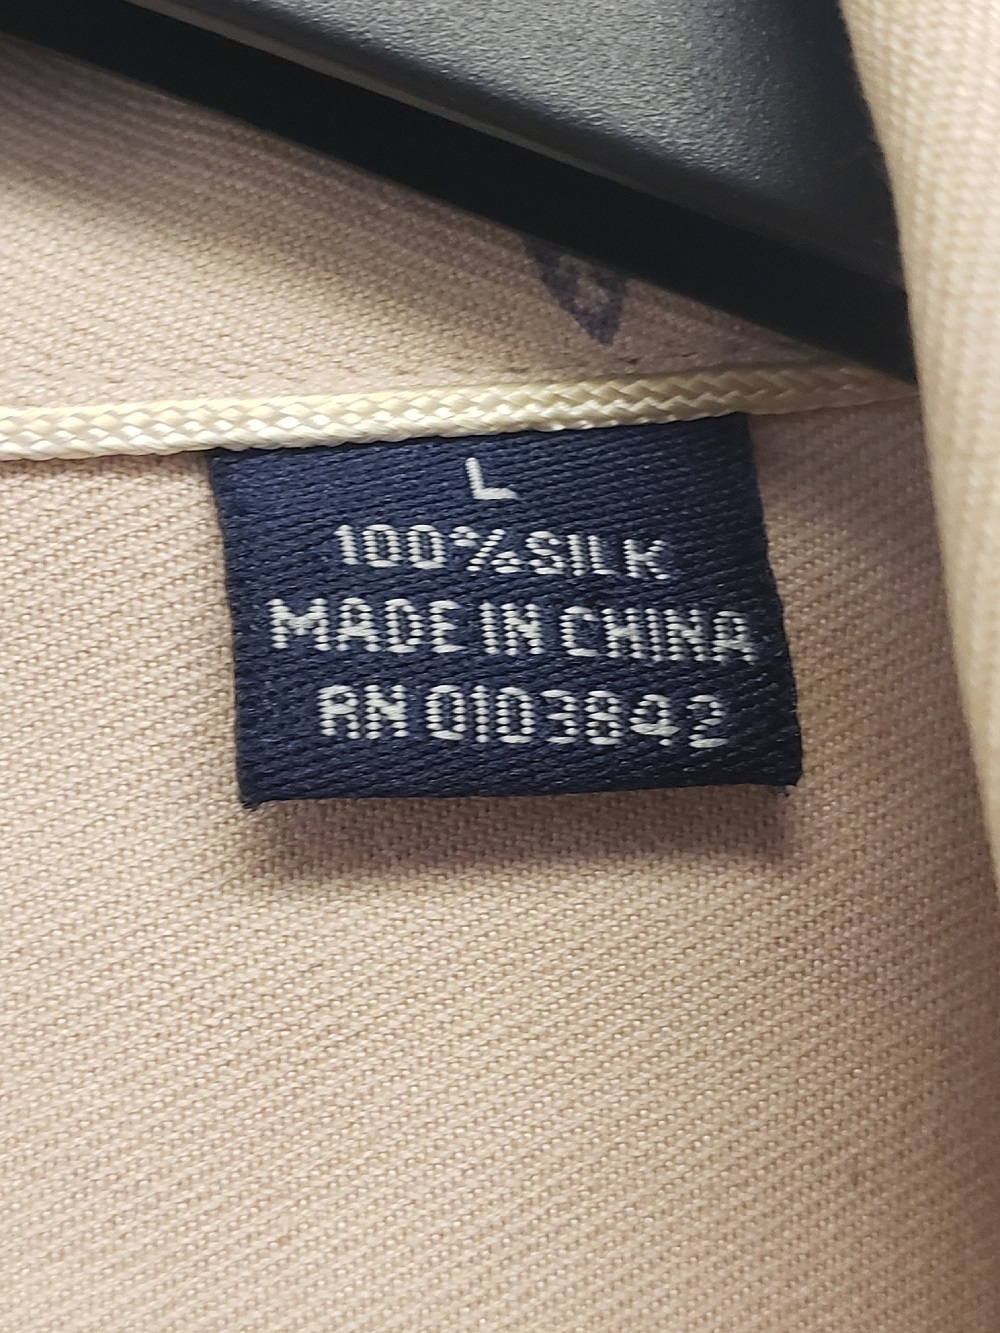 L
100%SILK
MADE IN CHINA
RN 0103842